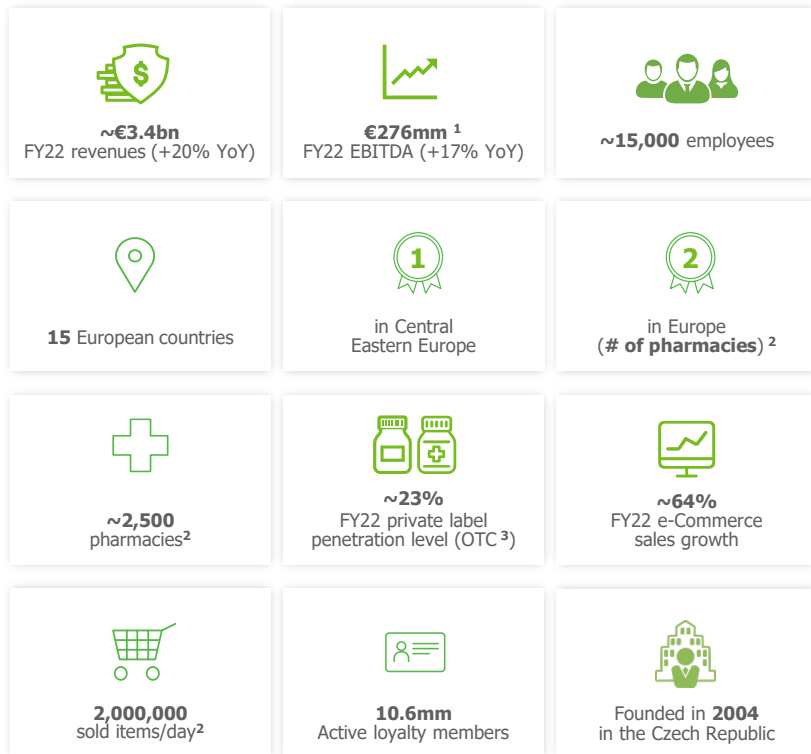 $
~€3.4bn
FY22 revenues (+20% YoY)
€276mm ¹
FY22 EBITDA (+17% YoY)
~15,000 employees
15 European countries
1
in Central
Eastern Europe
2
in Europe
(# of pharmacies) ²
~2,500
pharmacies²
~23%
FY22 private label
penetration level (OTC ³)
~64%
FY22 e-Commerce
sales growth
2,000,000
sold items/day²
10.6mm
Active loyalty members
Founded in 2004
in the Czech Republic